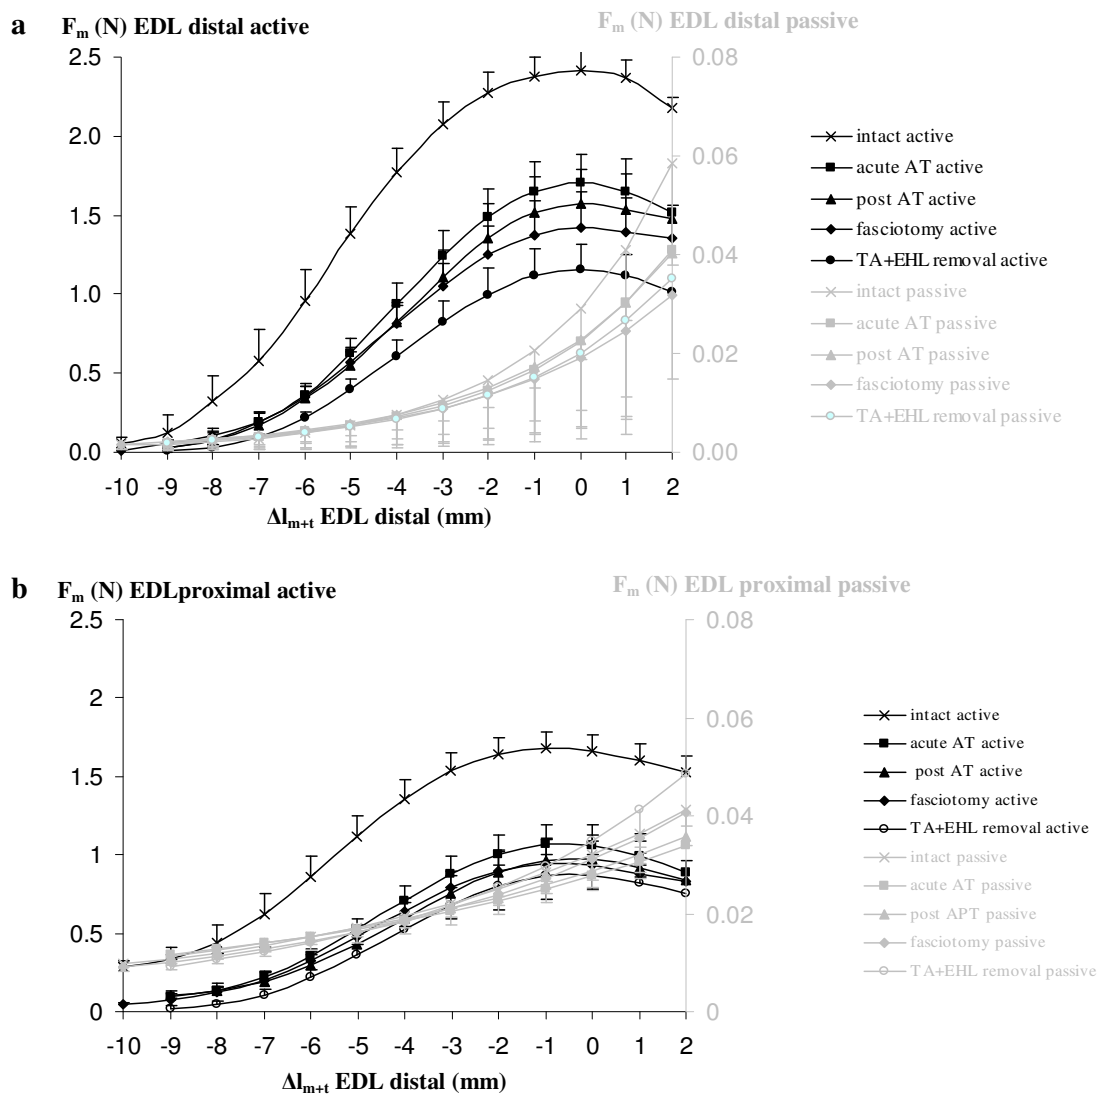 a F_m (N) EDL distal active F_m (N) EDL distal passive
2.5 0.08
2.0 0.06
1.5 0.04
1.0
0.5 0.02
0.0 0.00
-10 -9 -8 -7 -6 -5 -4 -3 -2 -1 0 1 2
Δl_m+t EDL distal (mm)
intact active
acute AT active
post AT active
fasciotomy active
TA+EHL removal active
intact passive
acute AT passive
post AT passive
fasciotomy passive
TA+EHL removal passive
b F_m (N) EDLproximal active F_m (N) EDL proximal passive
2.5 0.08
2 0.06
1.5 0.04
1
0.5 0.02
0 0
-10 -9 -8 -7 -6 -5 -4 -3 -2 -1 0 1 2
Δl_m+t EDL distal (mm)
intact active
acute AT active
post AT active
fasciotomy active
TA+EHL removal active
intact passive
acute AT passive
post APT passive
fasciotomy passive
TA+EHL removal passive